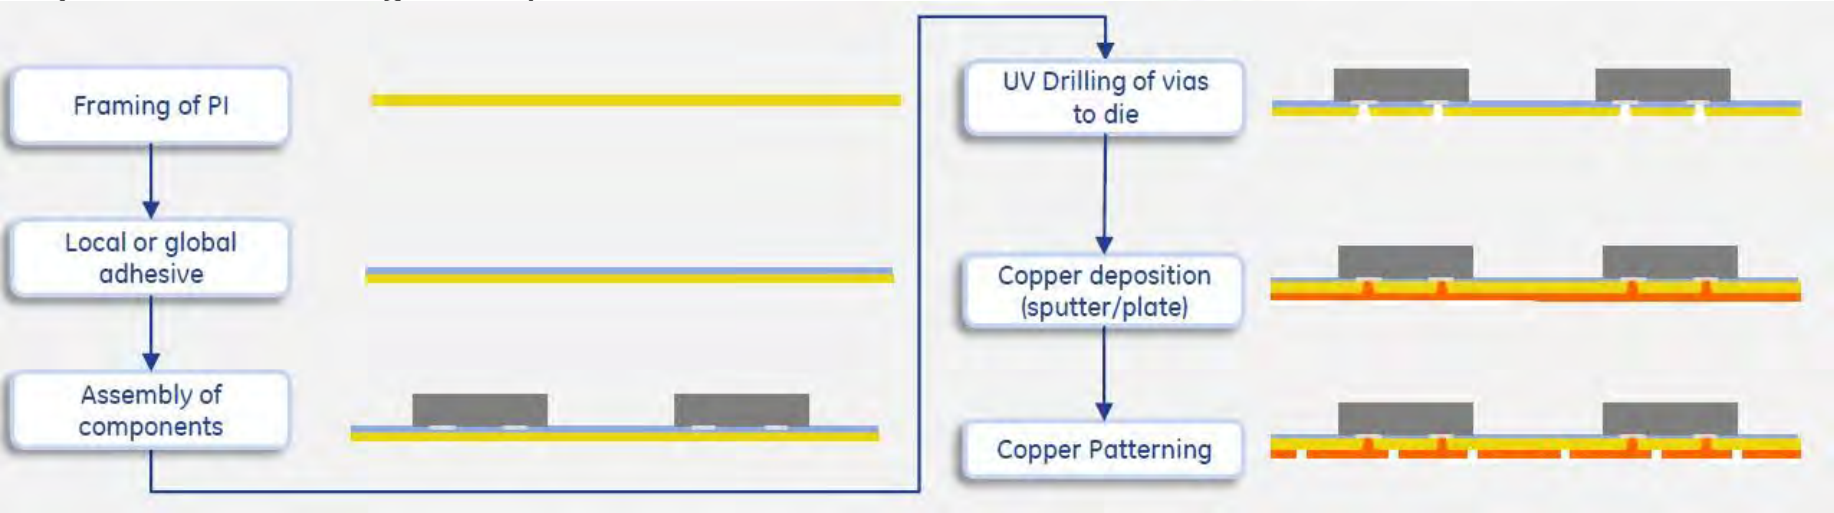 Framing of PI
Local or global
adhesive
Assembly of
components
UV Drilling of vias
to die
Copper deposition
(sputter/plate)
Copper Patterning